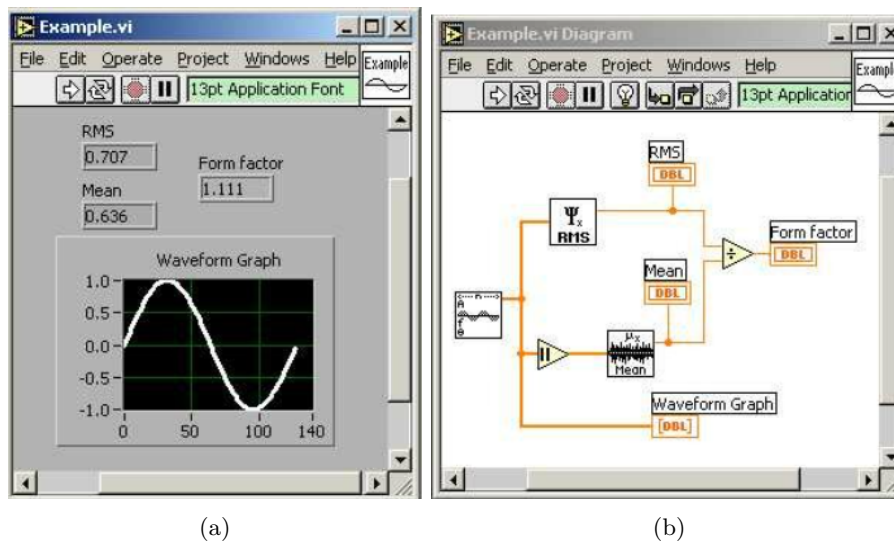 Example.vi
File Edit Operate Project Windows Help
Example
13pt Application Font
RMS
0.707
Form factor
1.111
Mean
0.636
Waveform Graph
1.0
0.5
0.0
-0.5
-1.0
0 50 100 140
(a)
Example.vi Diagram
File Edit Operate Project Windows Help
Exampl
13pt Application
RMS
DBL
Ψx
RMS
Form factor
DBL
÷
Mean
DBL
μx
Mean
Waveform Graph
[DBL]
(b)